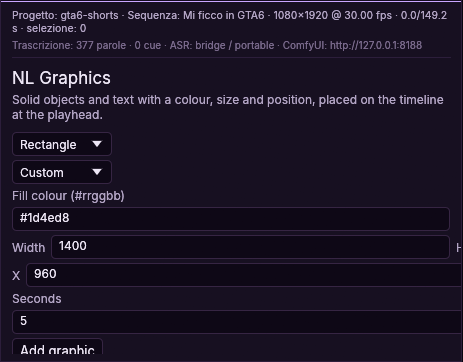 Progetto: gta6-shorts · Sequenza: Mi ficco in GTA6 · 1080×1920 @ 30.00 fps · 0.0/149.2
s · selezione: 0
Trascrizione: 377 parole · 0 cue · ASR: bridge / portable · ComfyUI: http://127.0.0.1:8188
NL Graphics
Solid objects and text with a colour, size and position, placed on the timeline
at the playhead.
Rectangle
Custom
Fill colour (#rrggbb)
#1d4ed8
Width 1400
X 960
Seconds
5
Add graphic